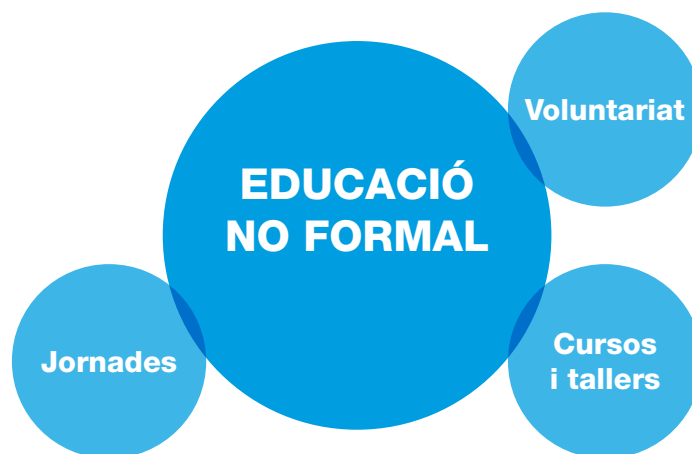 Voluntariat
EDUCACIÓ
NO FORMAL
Jornades
Cursos
i tallers